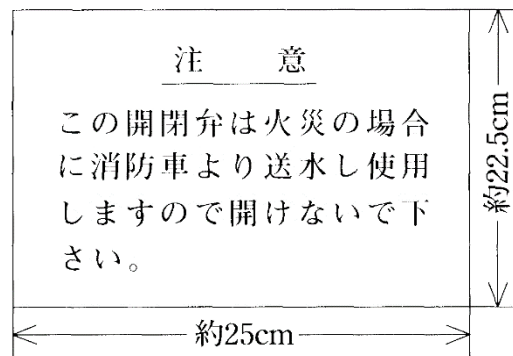 注　意
この開閉弁は火災の場合
に消防車より送水し使用
しますので開けないで下
さい。
約22.5cm
約25cm